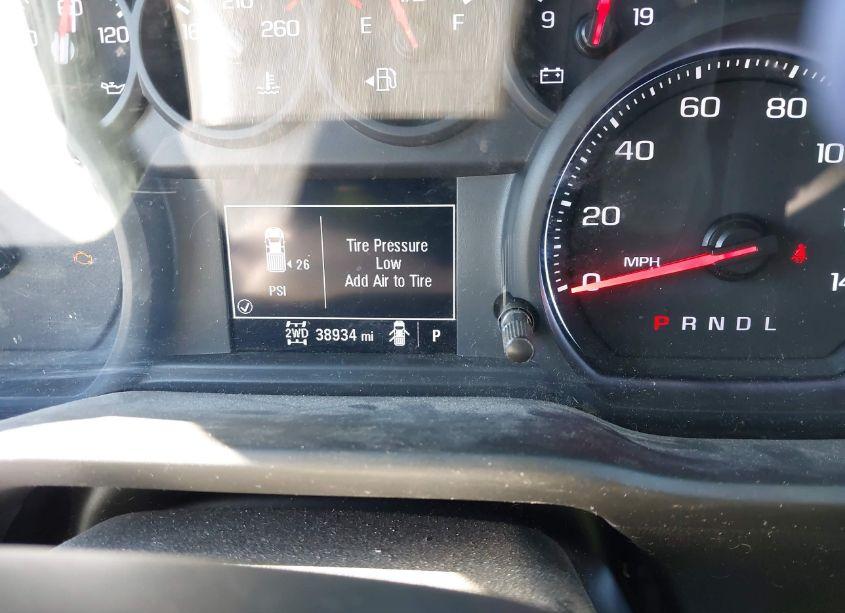 120
210
260
E
F
9
19
60
80
40
20
0
MPH
26
PSI
Tire Pressure
Low
Add Air to Tire
2WD 38934 mi P
P R N D L